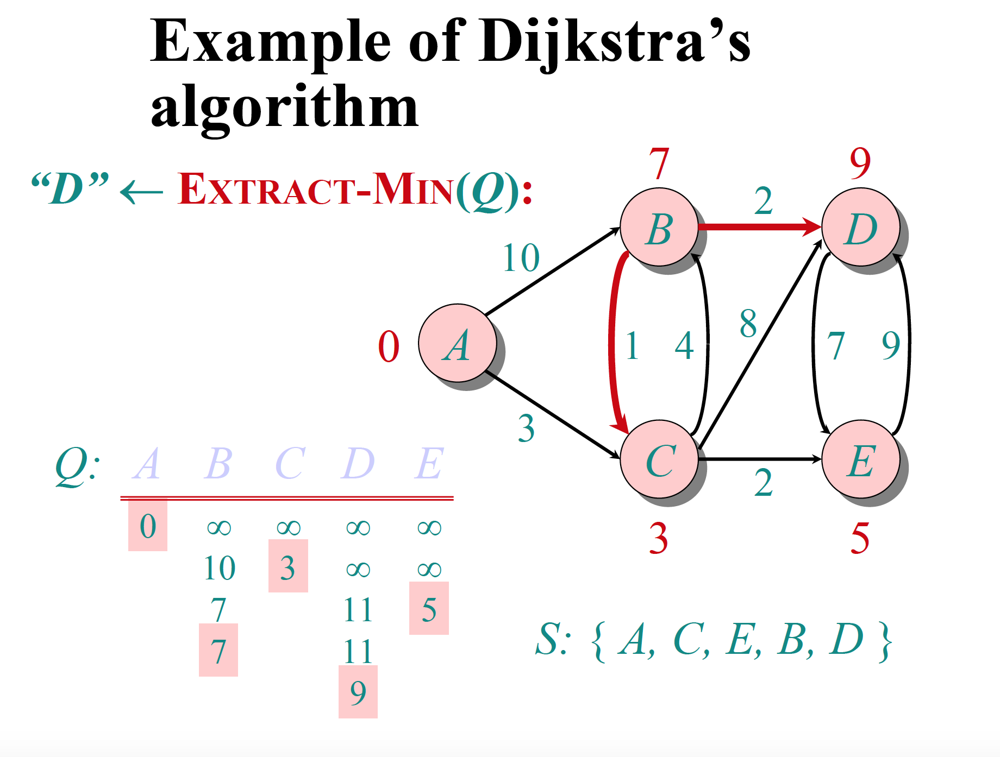 Example of Dijkstra’s
algorithm
“D” ← EXTRACT-MIN(Q):
7 9
B 2 D
10
0 A 1 4 8 7 9
3
C 2 E
3 5
Q: A B C D E
0 ∞ ∞ ∞ ∞
10 3 ∞ ∞
7 11 5
7 11
9
S: { A, C, E, B, D }